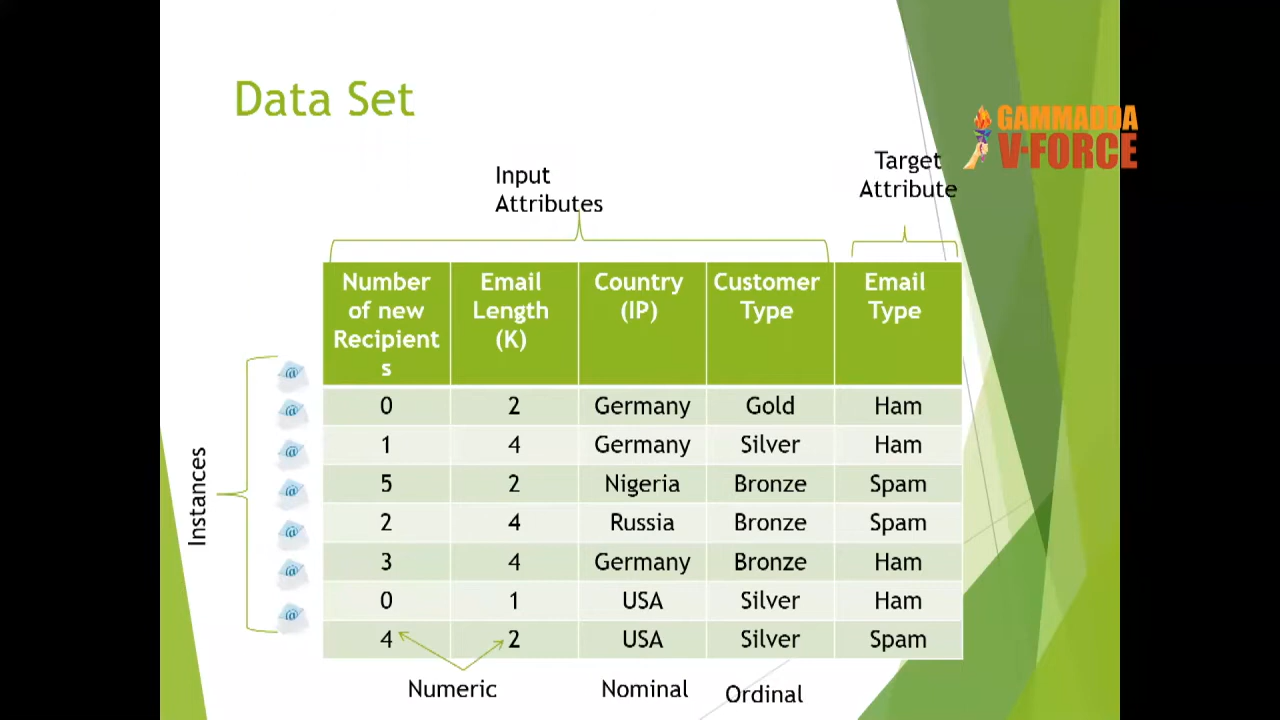 Data Set
GAMMADDA
V-FORCE
Input
Attributes
Target
Attribute
Number of new Recipients
Email Length (K)
Country (IP)
Customer Type
Email Type
0 2 Germany Gold Ham
1 4 Germany Silver Ham
5 2 Nigeria Bronze Spam
2 4 Russia Bronze Spam
3 4 Germany Bronze Ham
0 1 USA Silver Ham
4 2 USA Silver Spam
Instances
Numeric
Nominal
Ordinal